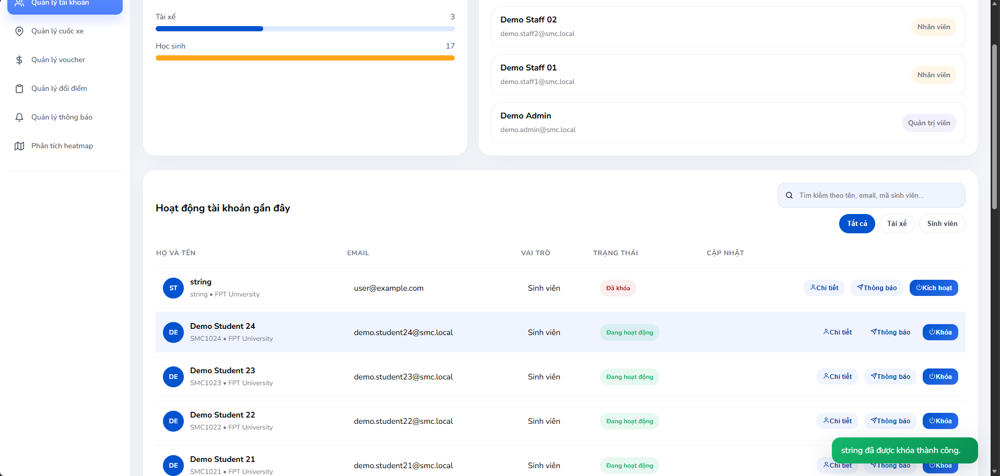 Quản lý tài khoản
Quản lý cuốc xe
Quản lý voucher
Quản lý đổi điểm
Quản lý thông báo
Phân tích heatmap
Tài xế 3
Học sinh 17
Demo Staff 02
demo.staff2@smc.local
Nhân viên
Demo Staff 01
demo.staff1@smc.local
Nhân viên
Demo Admin
demo.admin@smc.local
Quản trị viên
Hoạt động tài khoản gần đây
Tìm kiếm theo tên, email, mã sinh viên...
Tất cả Tài xế Sinh viên
HỌ VÀ TÊN EMAIL VAI TRÒ TRẠNG THÁI CẬP NHẬT
ST string user@example.com Sinh viên Đã khóa Chi tiết Thông báo Kích hoạt
string • FPT University
DE Demo Student 24 demo.student24@smc.local Sinh viên Đang hoạt động Chi tiết Thông báo Khóa
SMC1024 • FPT University
DE Demo Student 23 demo.student23@smc.local Sinh viên Đang hoạt động Chi tiết Thông báo Khóa
SMC1023 • FPT University
DE Demo Student 22 demo.student22@smc.local Sinh viên Đang hoạt động Chi tiết Thông báo Khóa
SMC1022 • FPT University
string đã được khóa thành công.
DE Demo Student 21 demo.student21@smc.local Sinh viên Đang hoạt động Chi tiết Thông báo Khóa
SMC1021 • FPT University